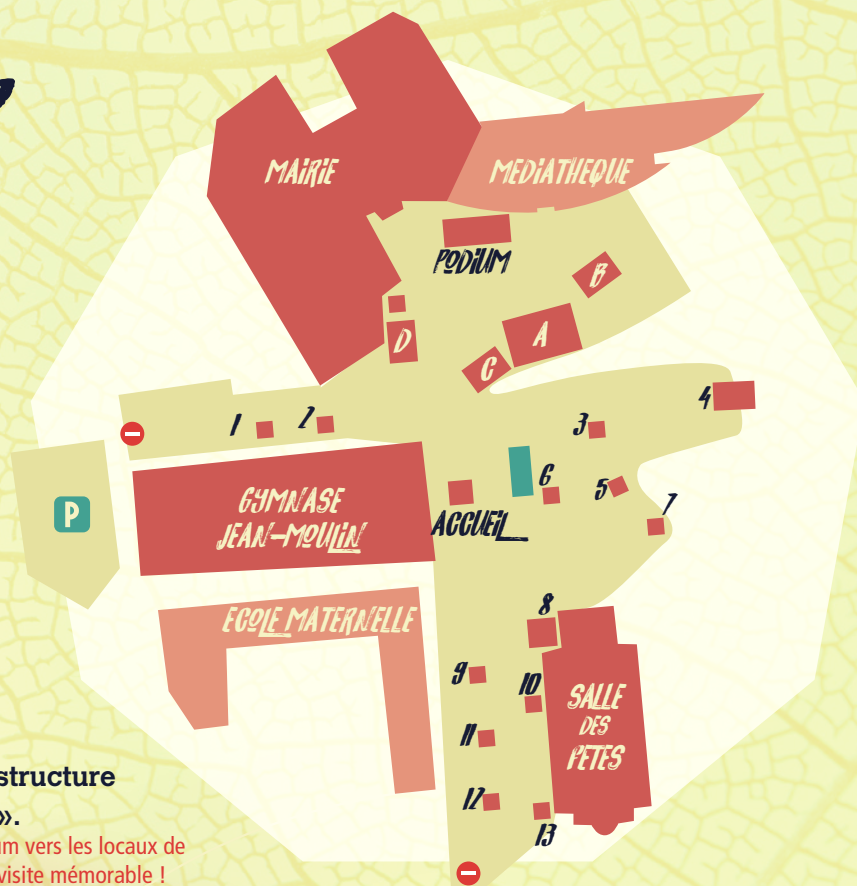 MAIRIE
MEDIATHEQUE
PODIUM
B
A
D
C
4
1
2
3
6
5
P
GYMNASE
JEAN-MOULIN
ACCUEIL
7
8
ECOLE MATERNELLE
9
10
SALLE
DES
FETES
11
12
13
structure
».
um vers les locaux de
visite mémorable !